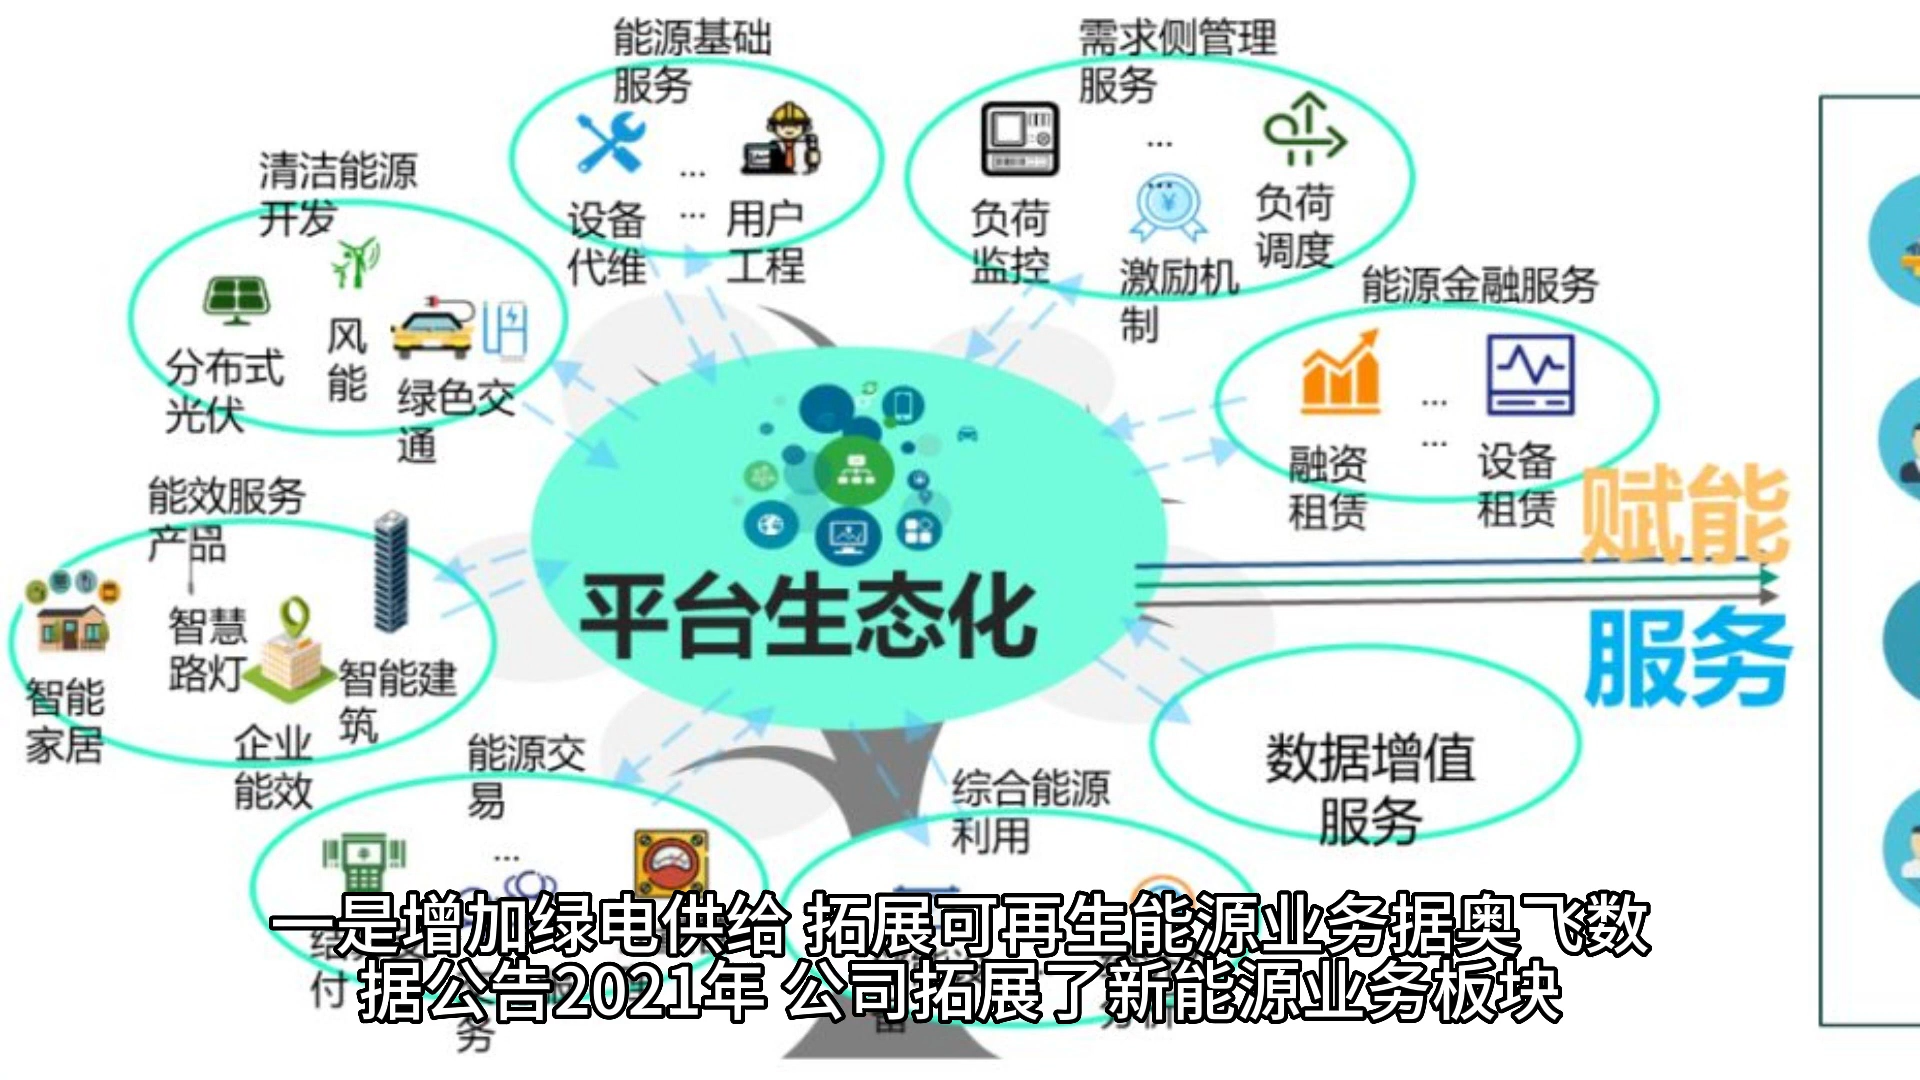 能源基础
服务
设备
代维
...
...
用户
工程
需求侧管理
服务
负荷
监控
...
...
激励机
制
负荷
调度
清洁能源
开发
分布式
光伏
风
能
绿色交
通
能源金融服务
融资
租赁
...
...
设备
租赁
能效服务
产品
智能
家居
智慧
路灯
企业
能效
智能建
筑
平台生态化
赋能
服务
数据增值
服务
能源交
易
...
付
务
综合能源
利用
一是增加绿电供给 拓展可再生能源业务据奥飞数
据公告2021年 公司拓展了新能源业务板块